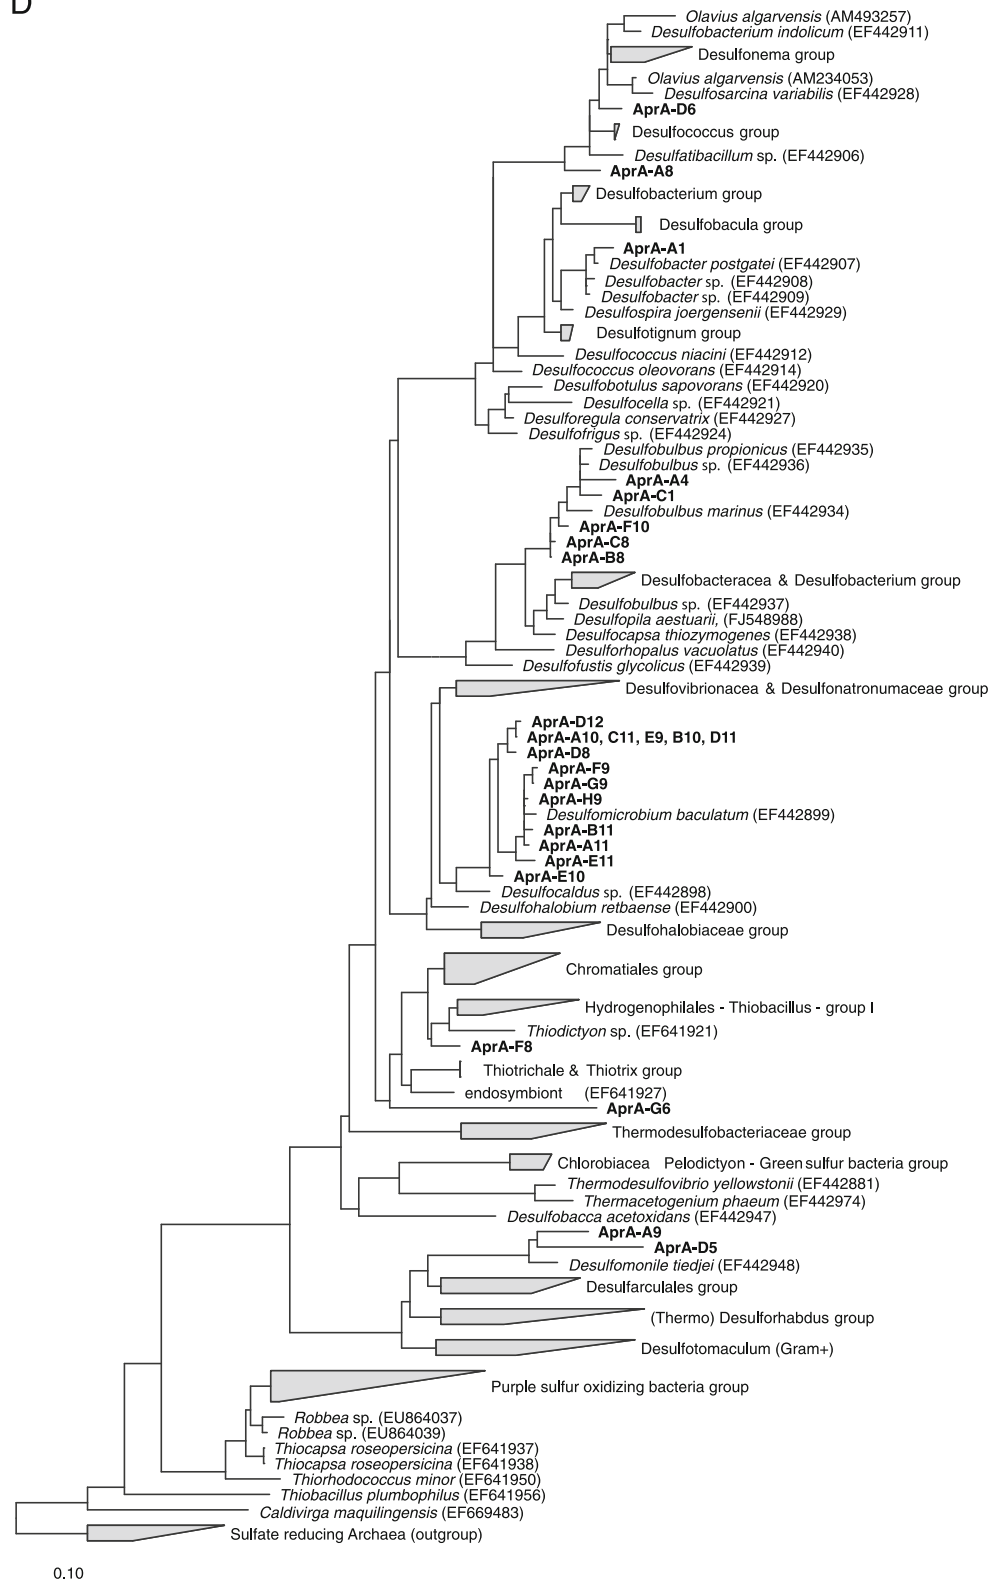 D
Olavius algarvensis (AM493257)
Desulfobacterium indolicum (EF442911)
Desulfonema group
Olavius algarvensis (AM234053)
Desulfosarcina variabilis (EF442928)
AprA-D6
Desulfococcus group
Desulfatibacillum sp. (EF442906)
AprA-A8
Desulfobacterium group
Desulfobacula group
AprA-A1
Desulfobacter postgatei (EF442907)
Desulfobacter sp. (EF442908)
Desulfobacter sp. (EF442909)
Desulfospira joergensenii (EF442929)
Desulfotignum group
Desulfococcus niacini (EF442912)
Desulfococcus oleovorans (EF442914)
Desulfobotulus sapovorans (EF442920)
Desulfocella sp. (EF442921)
Desulforegula conservatrix (EF442927)
Desulfofrigus sp. (EF442924)
Desulfobulbus propionicus (EF442935)
Desulfobulbus sp. (EF442936)
AprA-A4
AprA-C1
Desulfobulbus marinus (EF442934)
AprA-F10
AprA-C8
AprA-B8
Desulfobacteracea & Desulfobacterium group
Desulfobulbus sp. (EF442937)
Desulfopila aestuarii, (FJ548988)
Desulfocapsa thiozymogenes (EF442938)
Desulforhopalus vacuolatus (EF442940)
Desulfofustis glycolicus (EF442939)
Desulfovibrionacea & Desulfonatronumaceae group
AprA-D12
AprA-A10, C11, E9, B10, D11
AprA-D8
AprA-F9
AprA-G9
AprA-H9
Desulfomicrobium baculatum (EF442899)
AprA-B11
AprA-A11
AprA-E11
AprA-E10
Desulfocaldus sp. (EF442898)
Desulfohalobium retbaense (EF442900)
Desulfohalobiaceae group
Chromatiales group
Hydrogenophilales - Thiobacillus - group I
Thiodictyon sp. (EF641921)
AprA-F8
Thiotrichale & Thiotrix group
endosymbiont (EF641927)
AprA-G6
Thermodesulfobacteriaceae group
Chlorobiacea Pelodictyon - Green sulfur bacteria group
Thermodesulfovibrio yellowstonii (EF442881)
Thermacetogenium phaeum (EF442974)
Desulfobacca acetoxidans (EF442947)
AprA-A9
AprA-D5
Desulfomonile tiedjei (EF442948)
Desulfarculales group
(Thermo) Desulforhabdus group
Desulfotomaculum (Gram+)
Purple sulfur oxidizing bacteria group
Robbea sp. (EU864037)
Robbea sp. (EU864039)
Thiocapsa roseopersicina (EF641937)
Thiocapsa roseopersicina (EF641938)
Thiorhodococcus minor (EF641950)
Thiobacillus plumbophilus (EF641956)
Caldivirga maquilingensis (EF669483)
Sulfate reducing Archaea (outgroup)
0.10